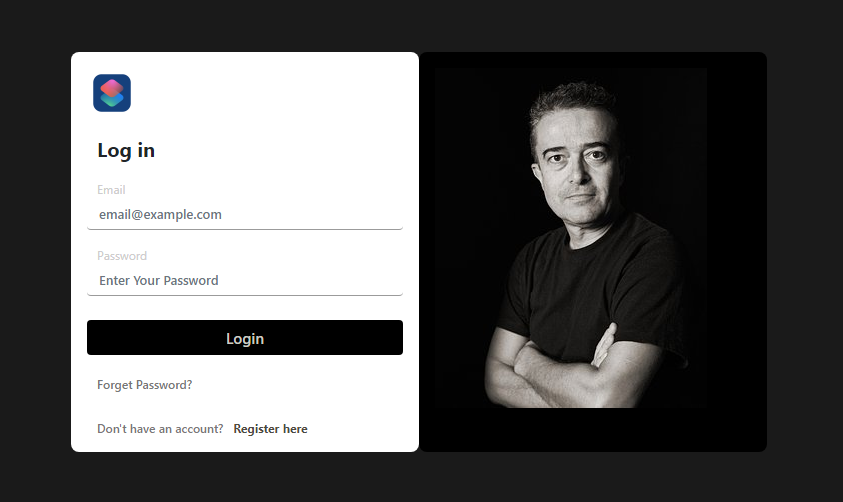 Log in
Email
email@example.com
Password
Enter Your Password
Login
Forget Password?
Don't have an account? Register here